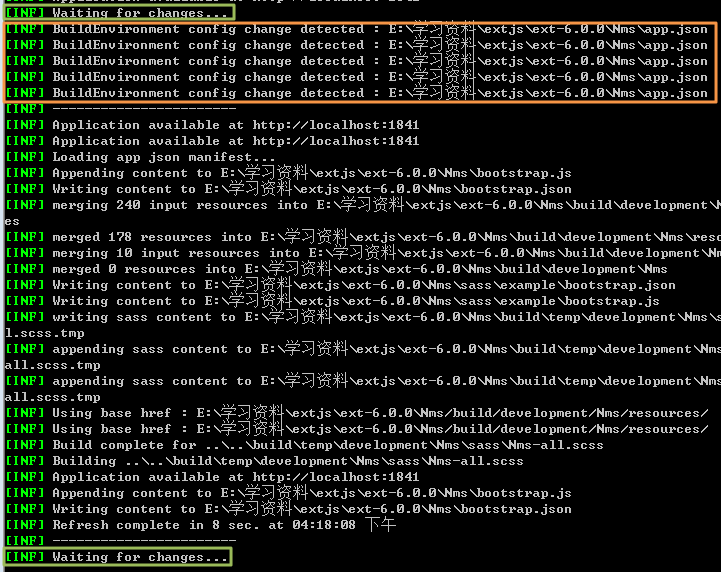 [INF] Waiting for changes...
[INF] BuildEnvironment config change detected : E:\学习资料\extjs\ext-6.0.0\Nms\app.json
[INF] BuildEnvironment config change detected : E:\学习资料\extjs\ext-6.0.0\Nms\app.json
[INF] BuildEnvironment config change detected : E:\学习资料\extjs\ext-6.0.0\Nms\app.json
[INF] BuildEnvironment config change detected : E:\学习资料\extjs\ext-6.0.0\Nms\app.json
[INF] BuildEnvironment config change detected : E:\学习资料\extjs\ext-6.0.0\Nms\app.json
[INF] -----------------------
[INF] Application available at http://localhost:1841
[INF] Application available at http://localhost:1841
[INF] Loading app json manifest...
[INF] Appending content to E:\学习资料\extjs\ext-6.0.0\Nms\bootstrap.js
[INF] Writing content to E:\学习资料\extjs\ext-6.0.0\Nms\bootstrap.json
[INF] merging 240 input resources into E:\学习资料\extjs\ext-6.0.0\Nms\build\development\N
es
[INF] merged 178 resources into E:\学习资料\extjs\ext-6.0.0\Nms\build\development\Nms\reso
[INF] merging 10 input resources into E:\学习资料\extjs\ext-6.0.0\Nms\build\development\Nm
[INF] merged 0 resources into E:\学习资料\extjs\ext-6.0.0\Nms\build\development\Nms
[INF] Writing content to E:\学习资料\extjs\ext-6.0.0\Nms\sass\example\bootstrap.json
[INF] Writing content to E:\学习资料\extjs\ext-6.0.0\Nms\sass\example\bootstrap.js
[INF] writing sass content to E:\学习资料\extjs\ext-6.0.0\Nms\build\temp\development\Nms\s
l.scss.tmp
[INF] appending sass content to E:\学习资料\extjs\ext-6.0.0\Nms\build\temp\development\Nms
all.scss.tmp
[INF] appending sass content to E:\学习资料\extjs\ext-6.0.0\Nms\build\temp\development\Nms
all.scss.tmp
[INF] Using base href : E:\学习资料\extjs\ext-6.0.0\Nms/build/development/Nms/resources/
[INF] Using base href : E:\学习资料\extjs\ext-6.0.0\Nms/build/development/Nms/resources/
[INF] Build complete for ..\..\build\temp\development\Nms\sass\Nms-all.scss
[INF] Building ..\..\build\temp\development\Nms\sass\Nms-all.scss
[INF] Application available at http://localhost:1841
[INF] Appending content to E:\学习资料\extjs\ext-6.0.0\Nms\bootstrap.js
[INF] Writing content to E:\学习资料\extjs\ext-6.0.0\Nms\bootstrap.json
[INF] Refresh complete in 8 sec. at 04:18:08 下午
[INF] -----------------------
[INF] Waiting for changes...